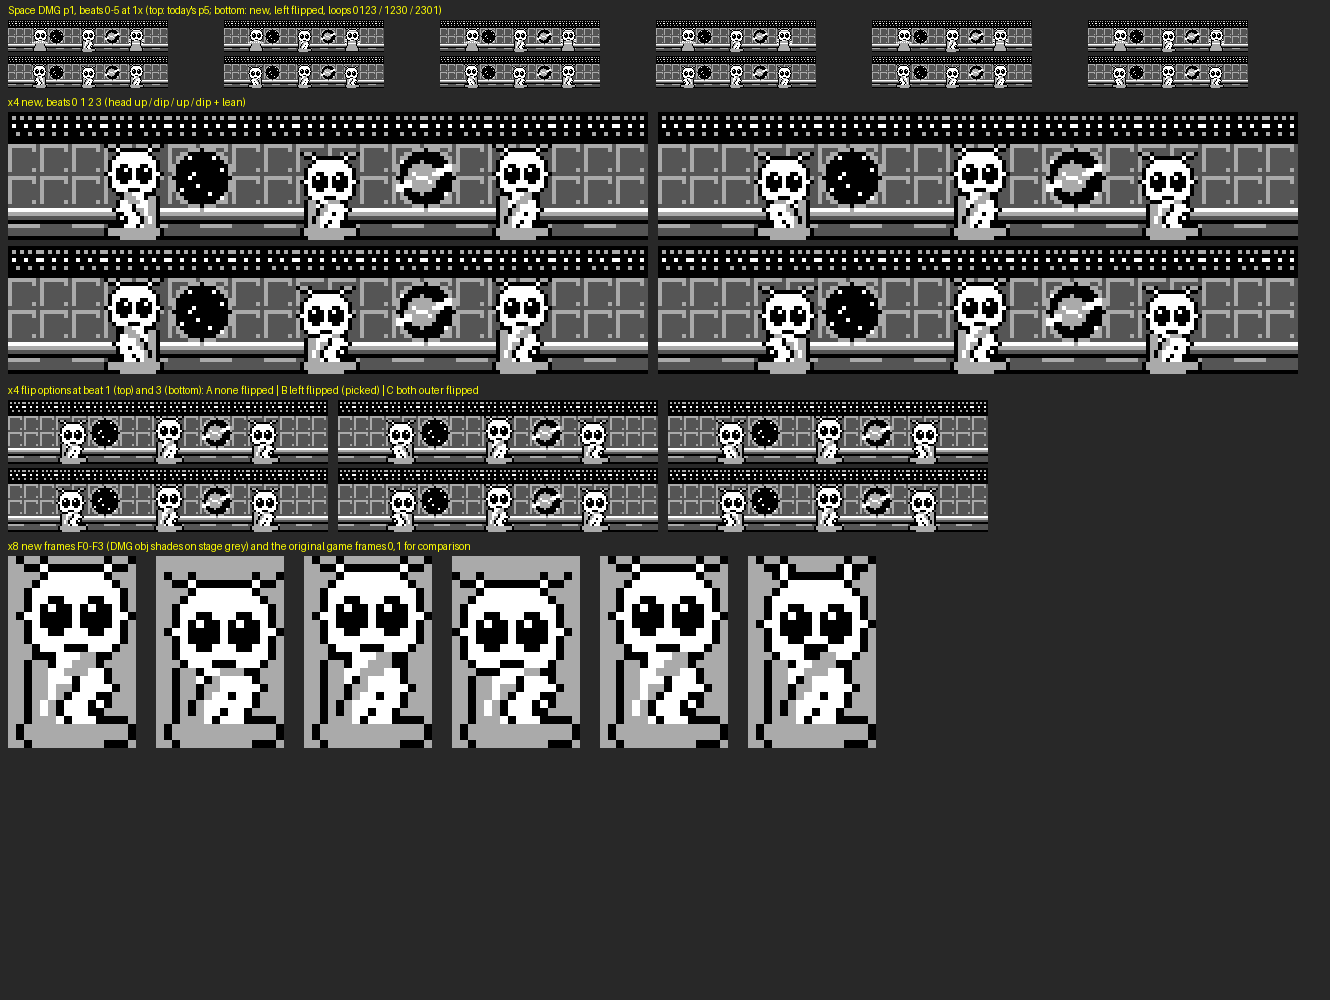 Space DMG p1, beats 0-5 at 1x (top: today's p5; bottom: new, left flipped, loops 0123 / 1230 / 2301)
x4 new, beats 0 1 2 3 (head up / dip / up / dip + lean)
x4 flip options at beat 1 (top) and 3 (bottom): A none flipped | B left flipped (picked) | C both outer flipped
x8 new frames F0-F3 (DMG obj shades on stage grey) and the original game frames 0,1 for comparison